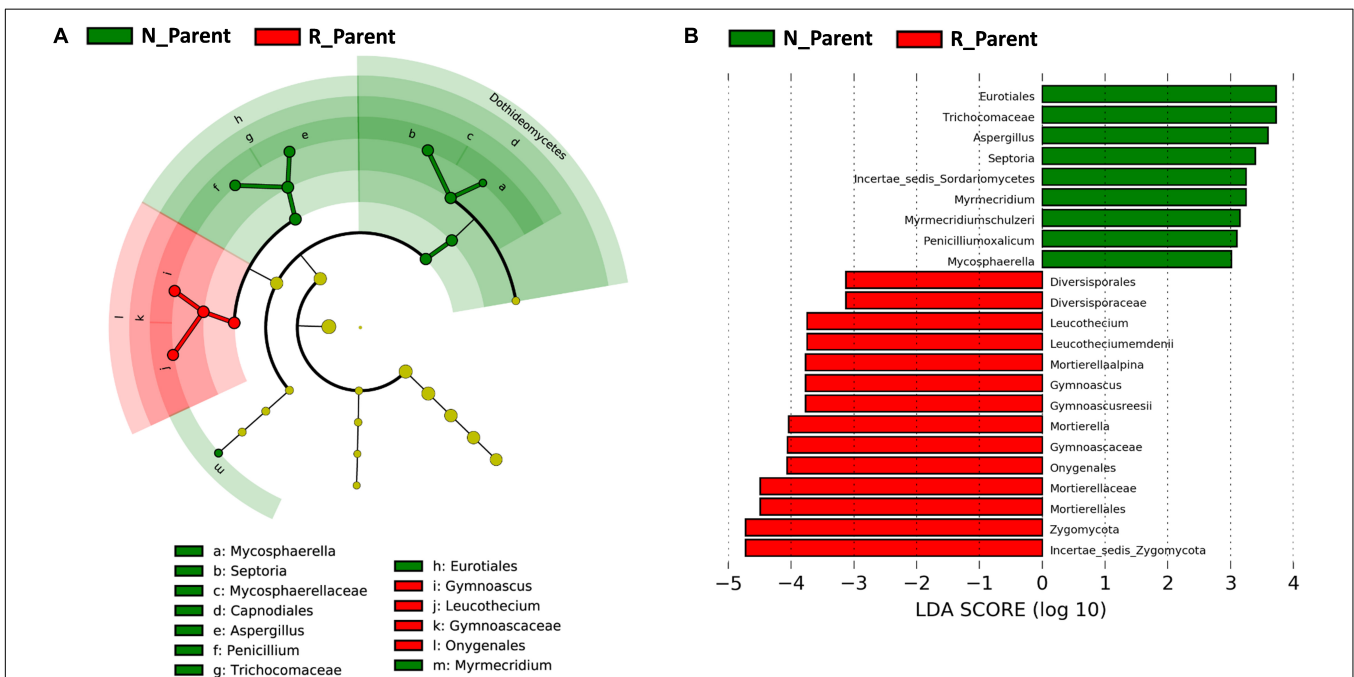 A N_Parent R_Parent
h
g
e
f
b
c
d
a
Dothideomycetes
i
l
k
j
m
a: Mycosphaerella
b: Septoria
c: Mycosphaerellaceae
d: Capnodiales
e: Aspergillus
f: Penicillium
g: Trichocomaceae
h: Eurotiales
i: Gymnoascus
j: Leucothecium
k: Gymnoascaceae
l: Onygenales
m: Myrmecridium
B N_Parent R_Parent
Eurotiales
Trichocomaceae
Aspergillus
Septoria
Incertae_sedis_Sordariomycetes
Myrmecridium
Myrmecridiumschulzeri
Penicilliumoxalicum
Mycosphaerella
Diversisporales
Diversisporaceae
Leucothecium
Leucotheciumemdenii
Mortierellaalpina
Gymnoascus
Gymnoascusreesii
Mortierella
Gymnoascaceae
Onygenales
Mortierellaceae
Mortierellales
Zygomycota
Incertae_sedis_Zygomycota
−5 −4 −3 −2 −1 0 1 2 3 4
LDA SCORE (log 10)